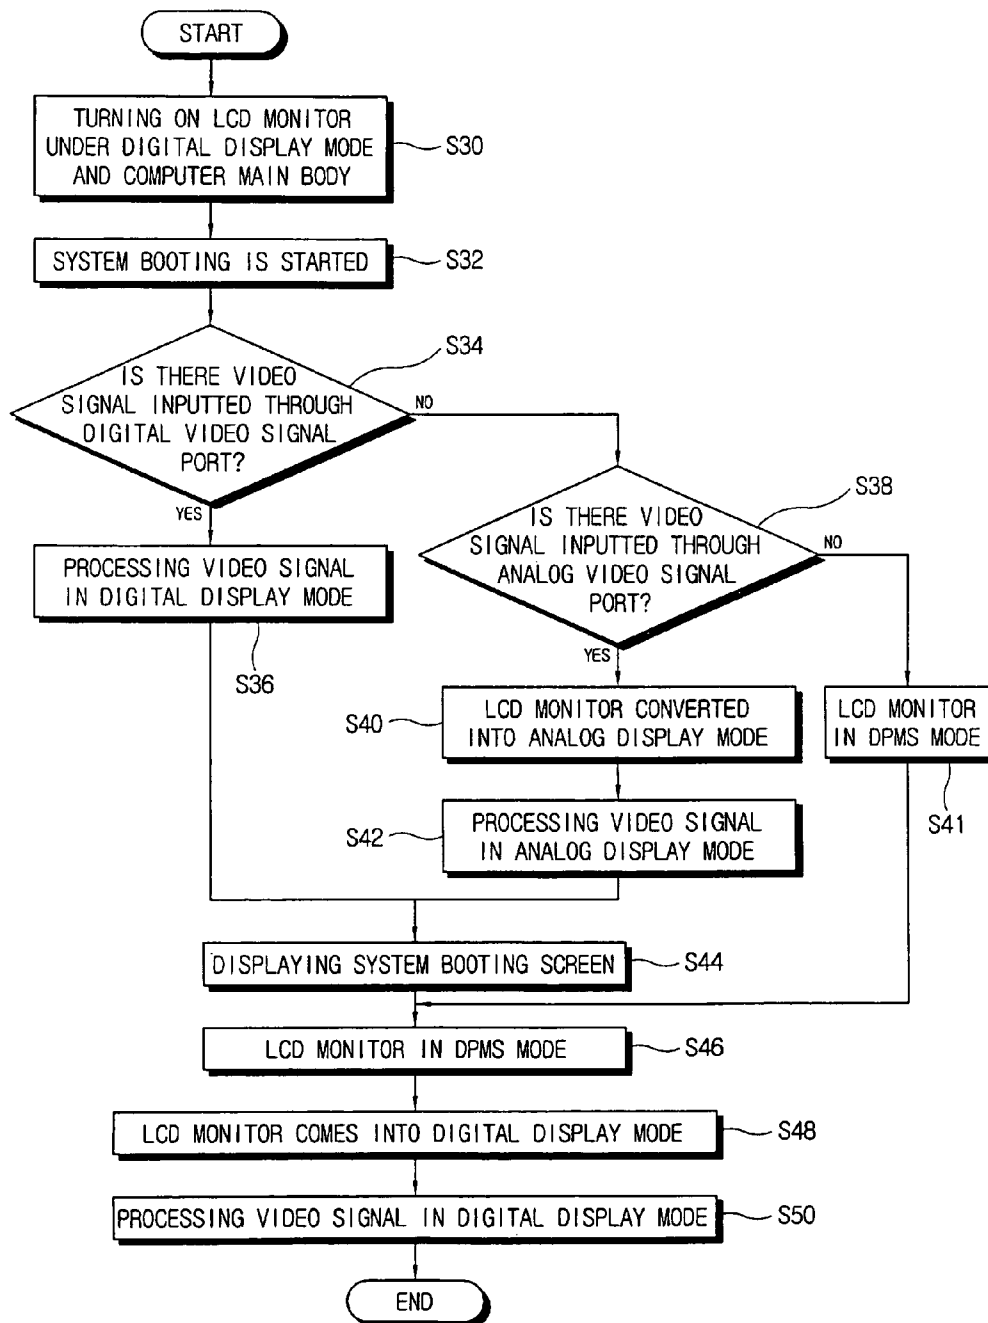 START
TURNING ON LCD MONITOR
UNDER DIGITAL DISPLAY MODE
AND COMPUTER MAIN BODY
S30
SYSTEM BOOTING IS STARTED
S32
S34
IS THERE VIDEO
SIGNAL INPUTTED THROUGH
DIGITAL VIDEO SIGNAL
PORT?
NO
YES
S38
IS THERE VIDEO
SIGNAL INPUTTED THROUGH
ANALOG VIDEO SIGNAL
PORT?
NO
YES
PROCESSING VIDEO SIGNAL
IN DIGITAL DISPLAY MODE
S36
S40
LCD MONITOR CONVERTED
INTO ANALOG DISPLAY MODE
LCD MONITOR
IN DPMS MODE
S41
S42
PROCESSING VIDEO SIGNAL
IN ANALOG DISPLAY MODE
DISPLAYING SYSTEM BOOTING SCREEN
S44
LCD MONITOR IN DPMS MODE
S46
LCD MONITOR COMES INTO DIGITAL DISPLAY MODE
S48
PROCESSING VIDEO SIGNAL IN DIGITAL DISPLAY MODE
S50
END